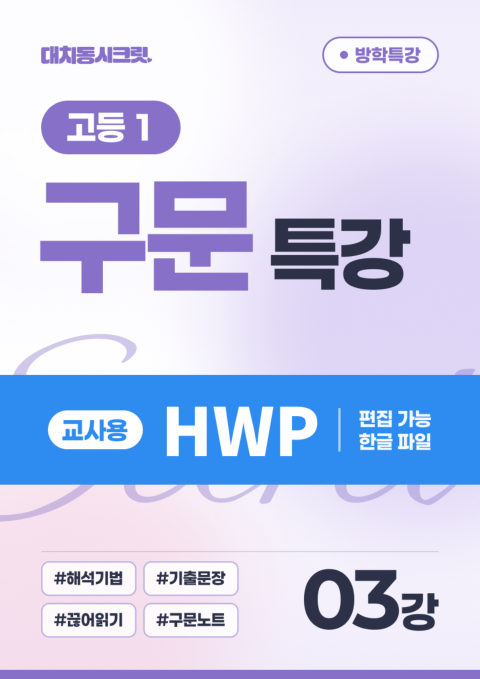 대치동시크릿.
방학특강
고등 1
구문 특강
Secret
교사용
HWP
편집 가능
한글 파일
#해석기법
#기출문장
#끊어읽기
#구문노트
03강